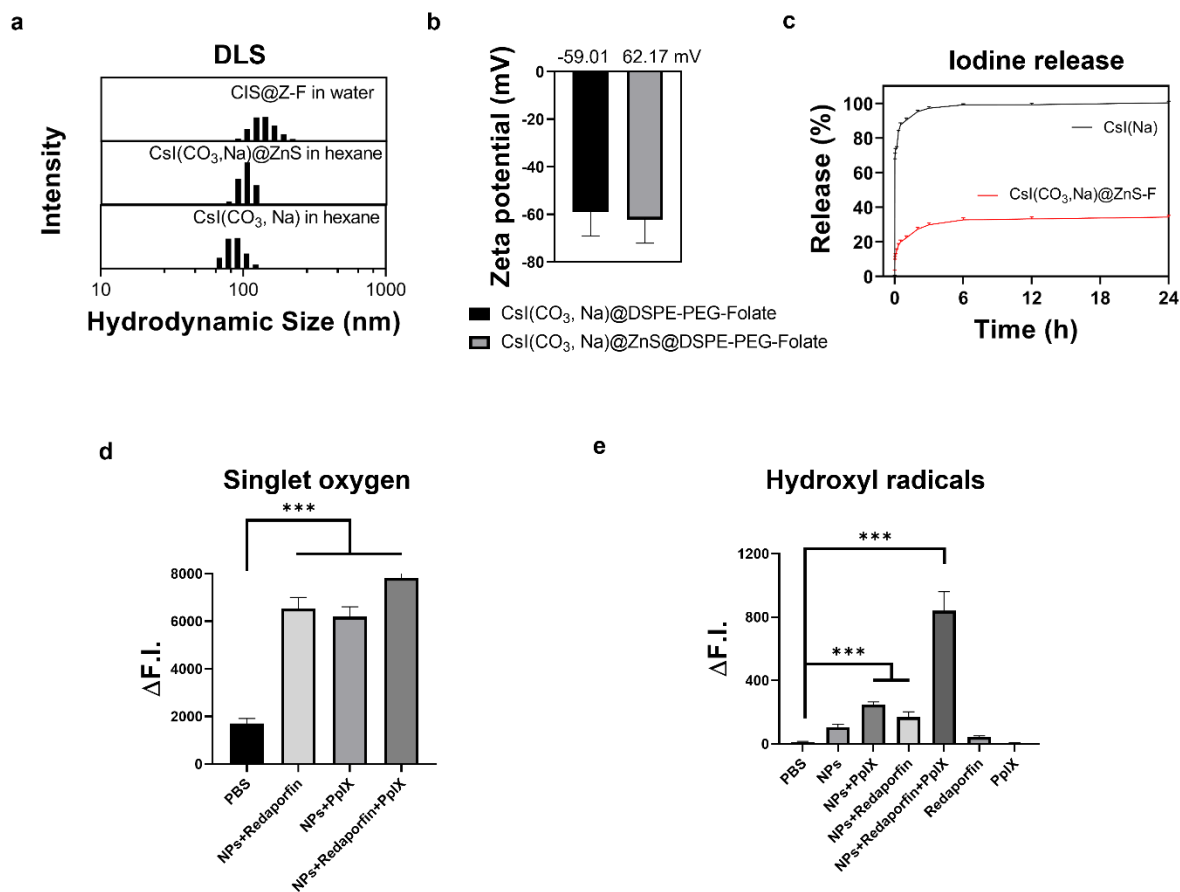 a
DLS
CIS@Z-F in water
CsI(CO₃,Na)@ZnS in hexane
CsI(CO₃, Na) in hexane
Intensity
10 100 1000
Hydrodynamic Size (nm)
b
-59.01 62.17 mV
0
-20
-40
-60
-80
Zeta potential (mV)
CsI(CO₃, Na)@DSPE-PEG-Folate
CsI(CO₃, Na)@ZnS@DSPE-PEG-Folate
c
Iodine release
100
80
60
40
20
0
Release (%)
CsI(Na)
CsI(CO₃,Na)@ZnS-F
0 6 12 18 24
Time (h)
d
Singlet oxygen
***
8000
6000
4000
2000
0
ΔF.I.
PBS
NPs+Redaporfin
NPs+PpIX
NPs+Redaporfin+PpIX
e
Hydroxyl radicals
***
***
1200
800
400
0
ΔF.I.
PBS
NPs
NPs+PpIX
NPs+Redaporfin
NPs+Redaporfin+PpIX
Redaporfin
PpIX